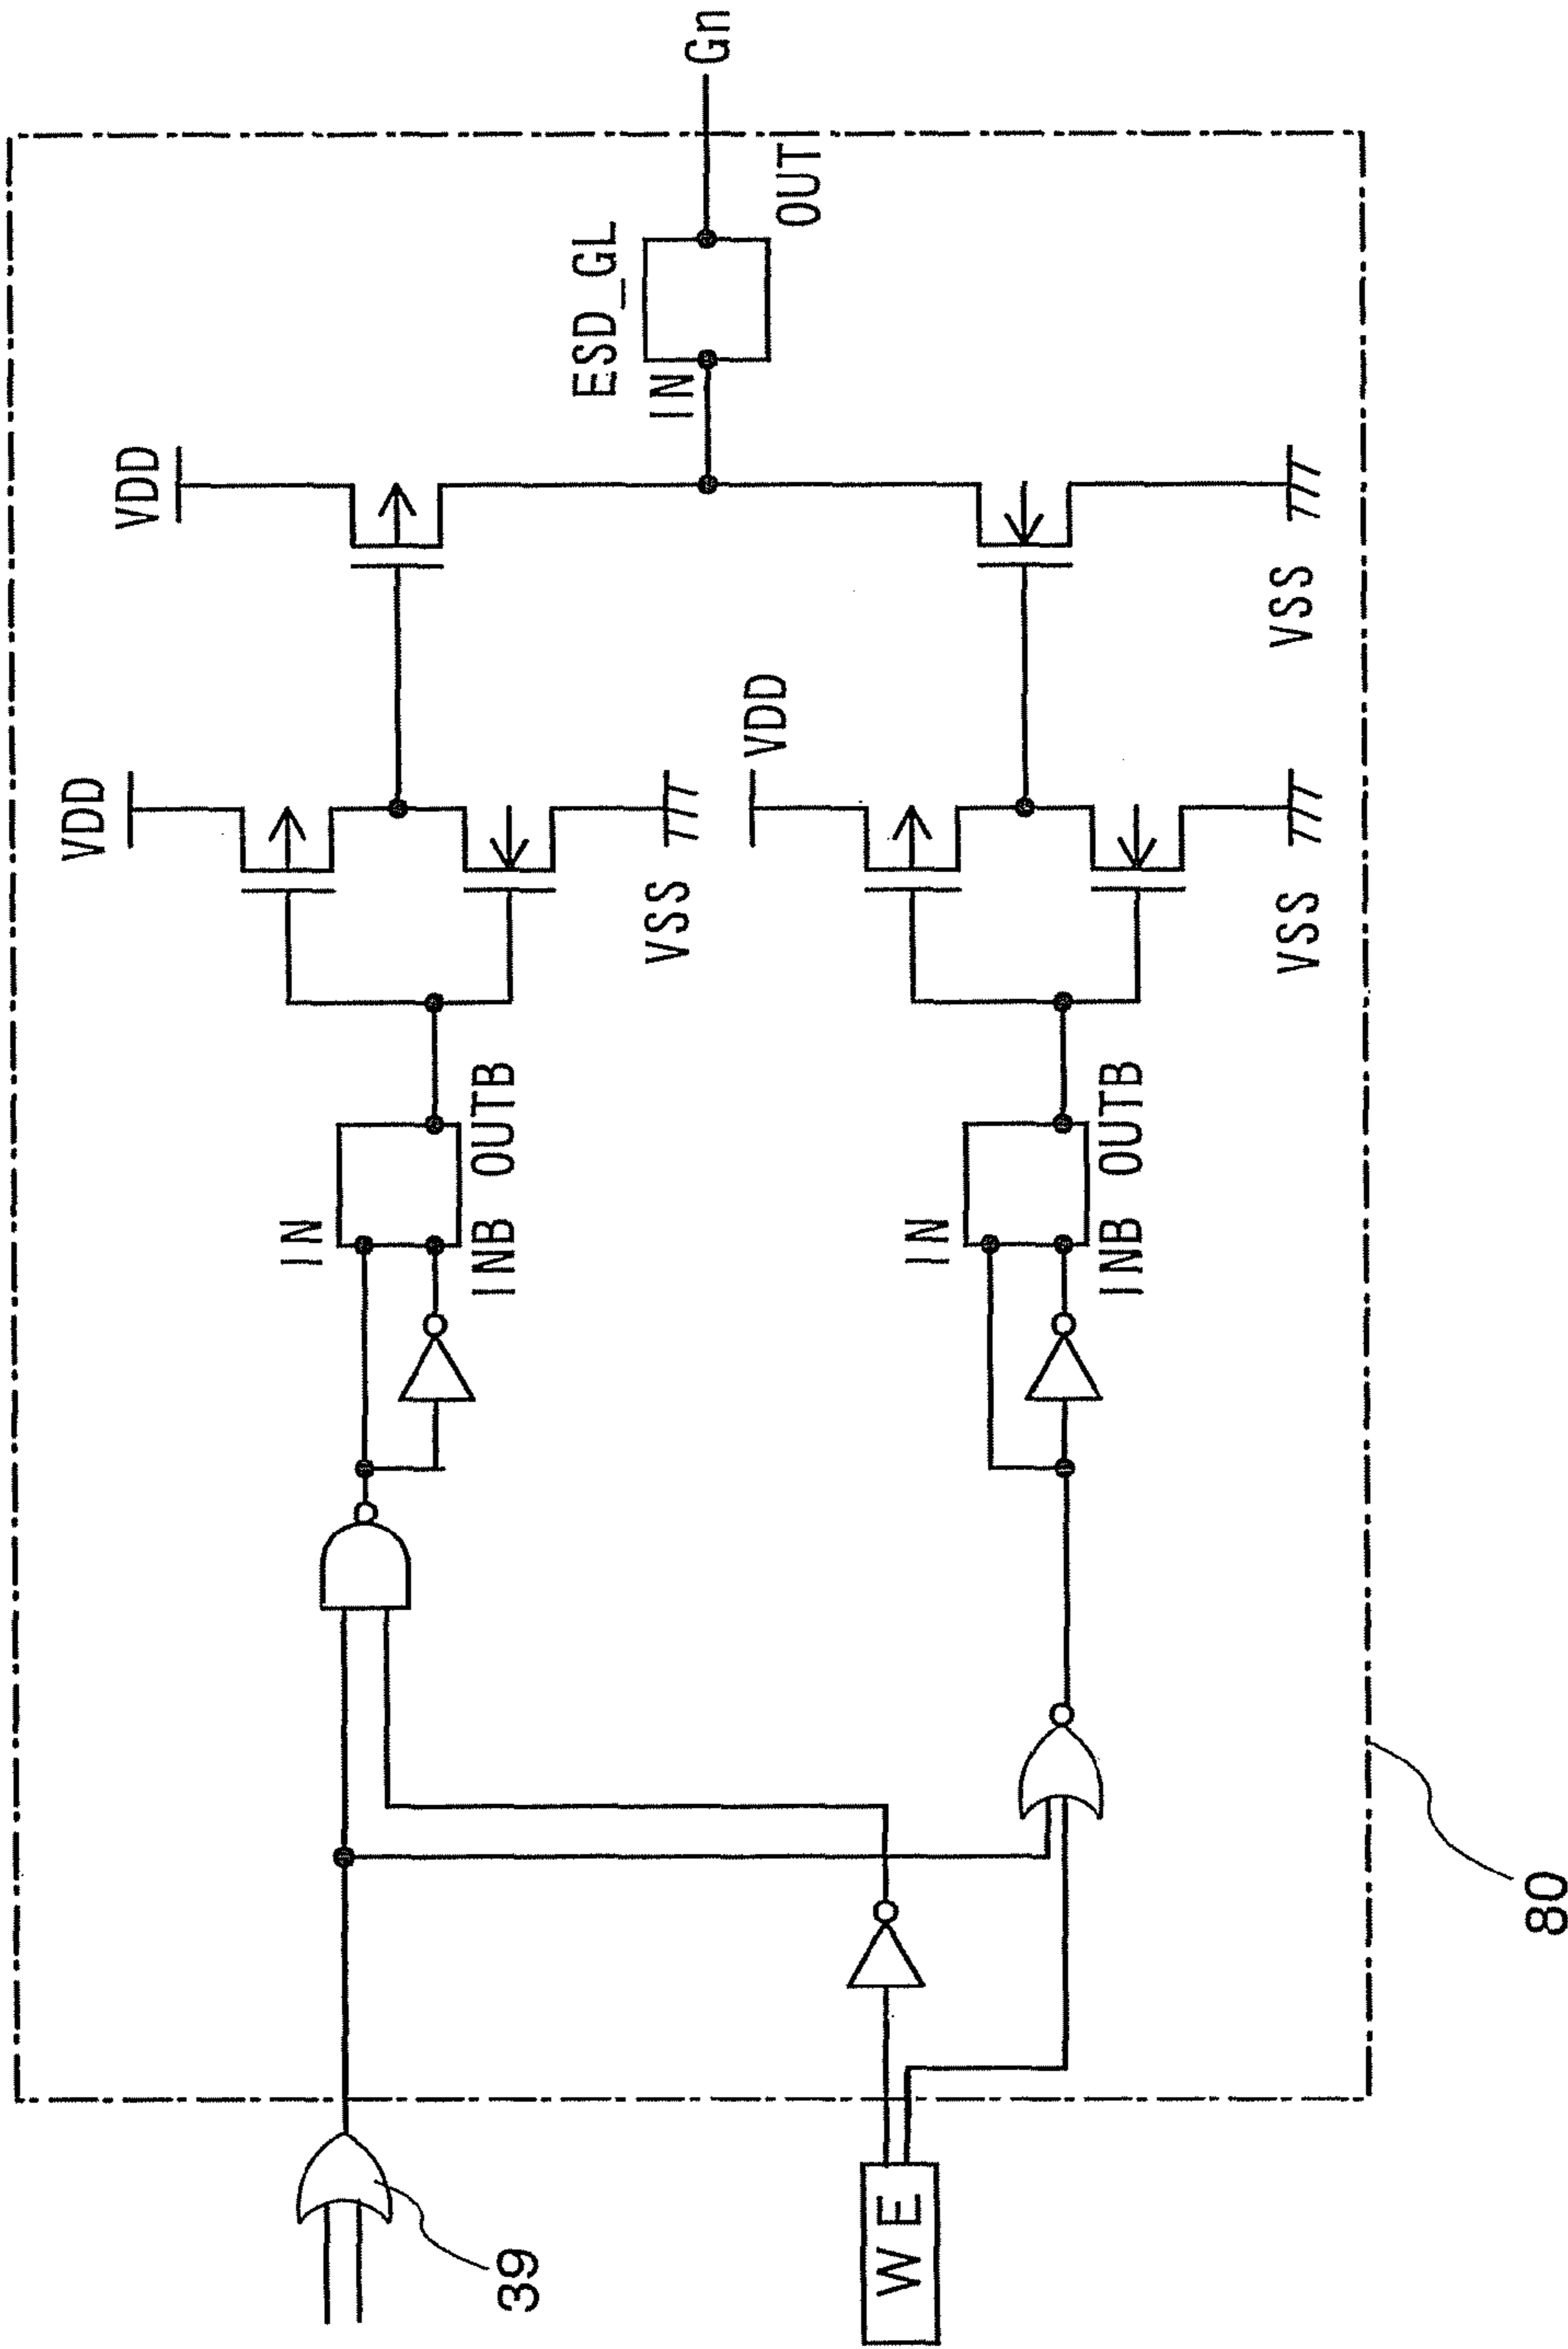 VDD
VDD
ESD_GL
Gn
IN
OUT
IN
INB OUTB
VSS
VDD
IN
INB OUTB
VSS
VSS
39
WE
80